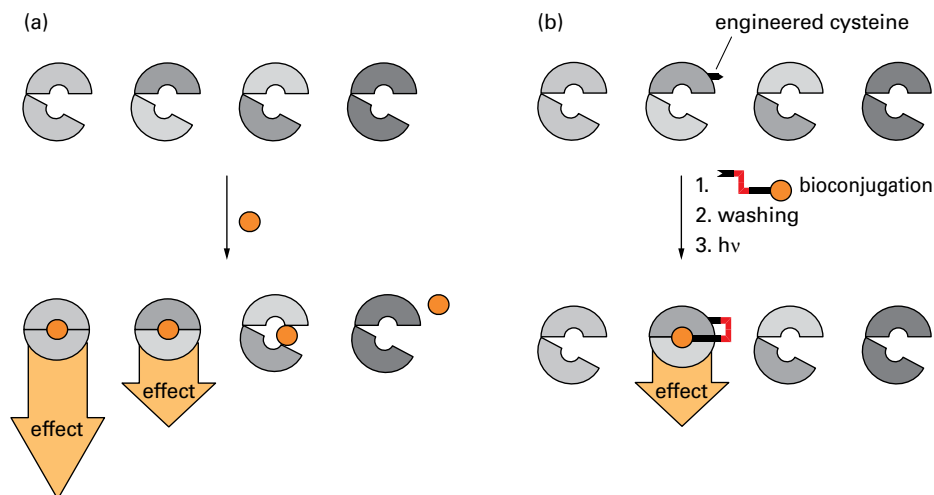 (a)
(b)
engineered cysteine
1. bioconjugation
2. washing
3. hν
effect
effect
effect